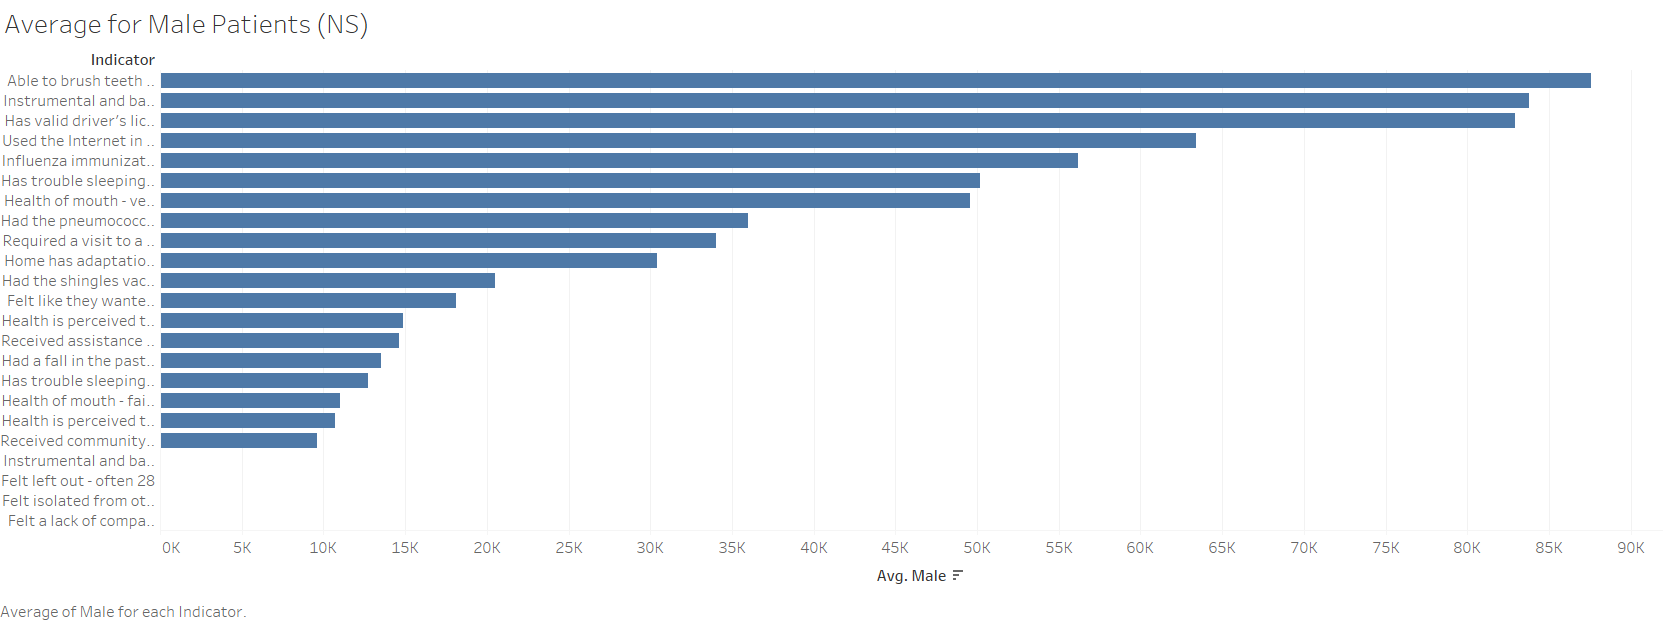 Average for Male Patients (NS)
Indicator
Able to brush teeth ..
Instrumental and ba..
Has valid driver’s lic..
Used the Internet in ..
Influenza immunizat..
Has trouble sleeping..
Health of mouth - ve..
Had the pneumococc..
Required a visit to a ..
Home has adaptatio..
Had the shingles vac..
Felt like they wante..
Health is perceived t..
Received assistance ..
Had a fall in the past..
Has trouble sleeping..
Health of mouth - fai..
Health is perceived t..
Received community..
Instrumental and ba..
Felt left out - often 28
Felt isolated from ot..
Felt a lack of compa..
0K 5K 10K 15K 20K 25K 30K 35K 40K 45K 50K 55K 60K 65K 70K 75K 80K 85K 90K
Avg. Male
Average of Male for each Indicator.